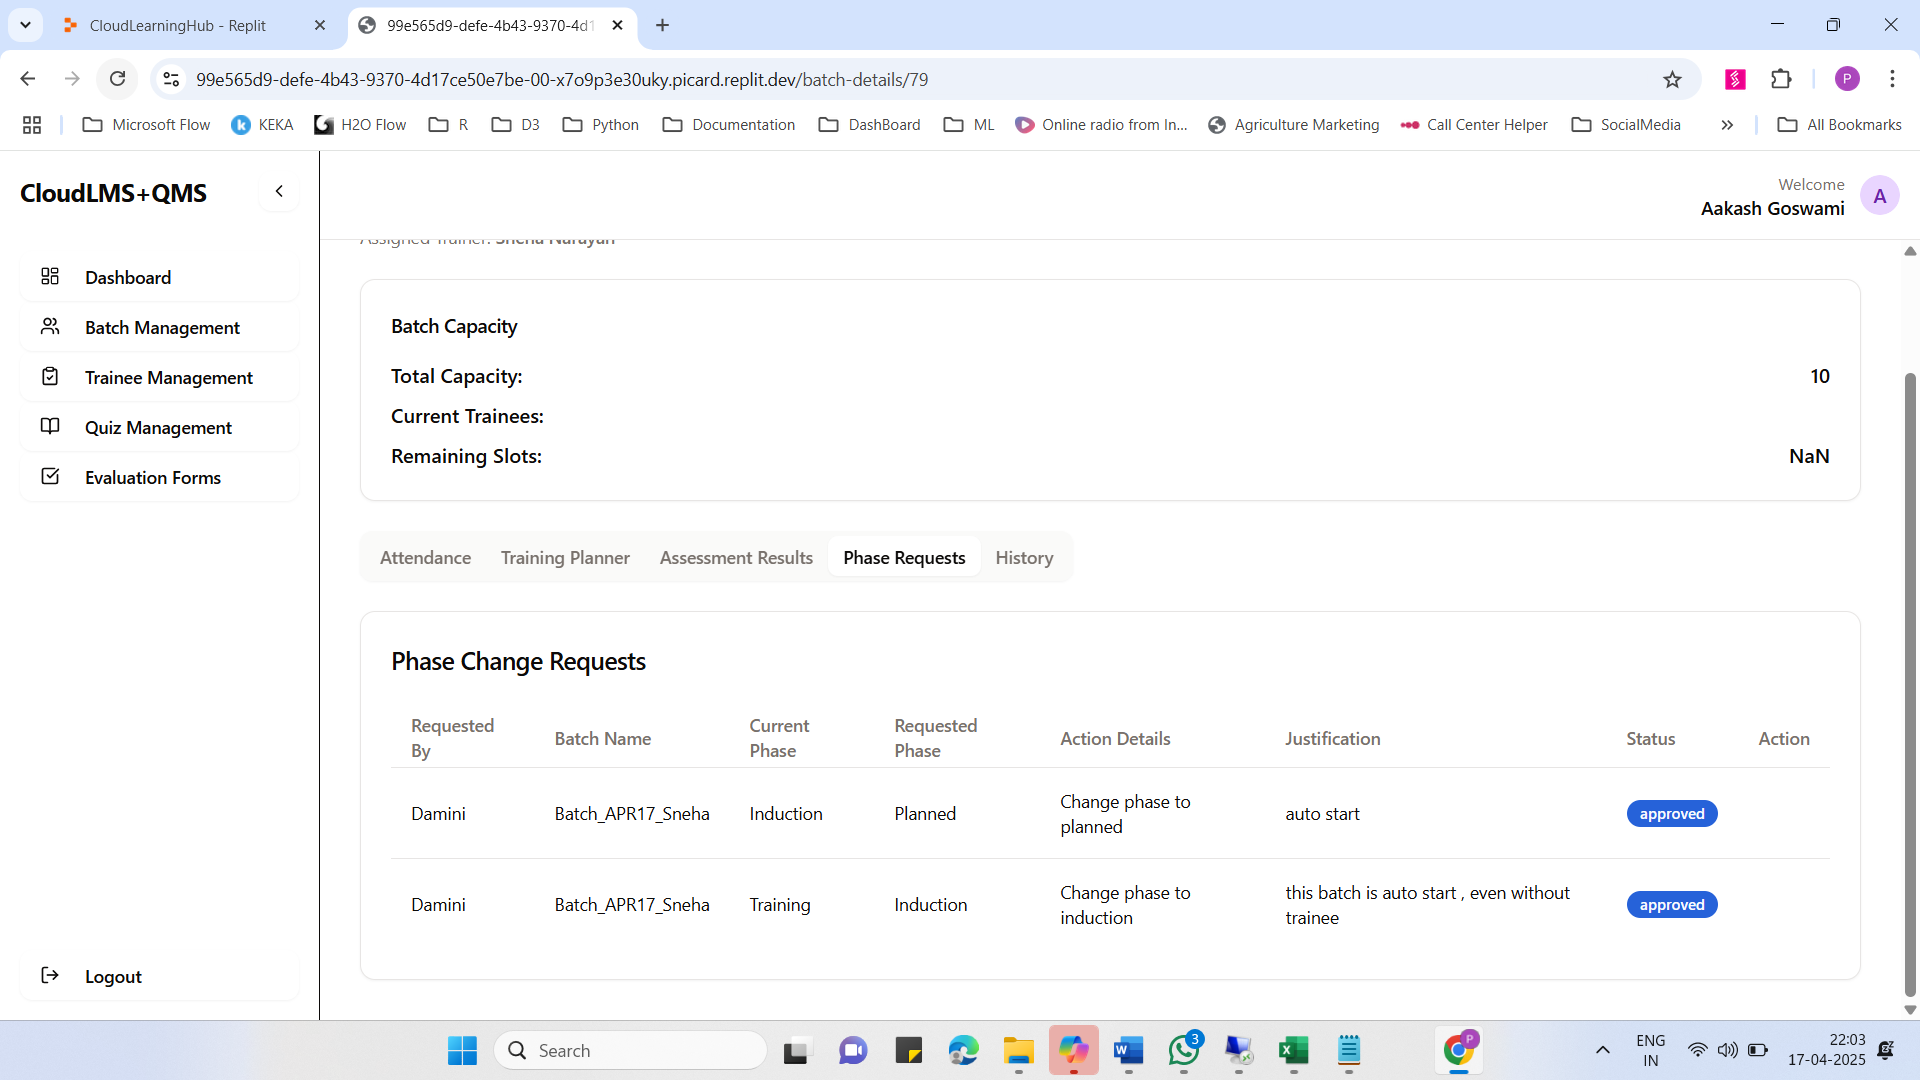 CloudLearningHub - Replit
99e565d9-defe-4b43-9370-4d1
99e565d9-defe-4b43-9370-4d17ce50e7be-00-x7o9p3e30uky.picard.replit.dev/batch-details/79
P
Microsoft Flow
KEKA
H2O Flow
R
D3
Python
Documentation
DashBoard
ML
Online radio from In...
Agriculture Marketing
Call Center Helper
SocialMedia
All Bookmarks
CloudLMS+QMS
Welcome
Aakash Goswami
A
Dashboard
Batch Management
Trainee Management
Quiz Management
Evaluation Forms
Logout
Assigned Trainer: Sneha Narayan
Batch Capacity
Total Capacity: 10
Current Trainees:
Remaining Slots: NaN
Attendance
Training Planner
Assessment Results
Phase Requests
History
Phase Change Requests
Requested By
Batch Name
Current Phase
Requested Phase
Action Details
Justification
Status
Action
Damini
Batch_APR17_Sneha
Induction
Planned
Change phase to
planned
auto start
approved
Damini
Batch_APR17_Sneha
Training
Induction
Change phase to
induction
this batch is auto start , even without
trainee
approved
Search
3
P
ENG
IN
22:03
17-04-2025